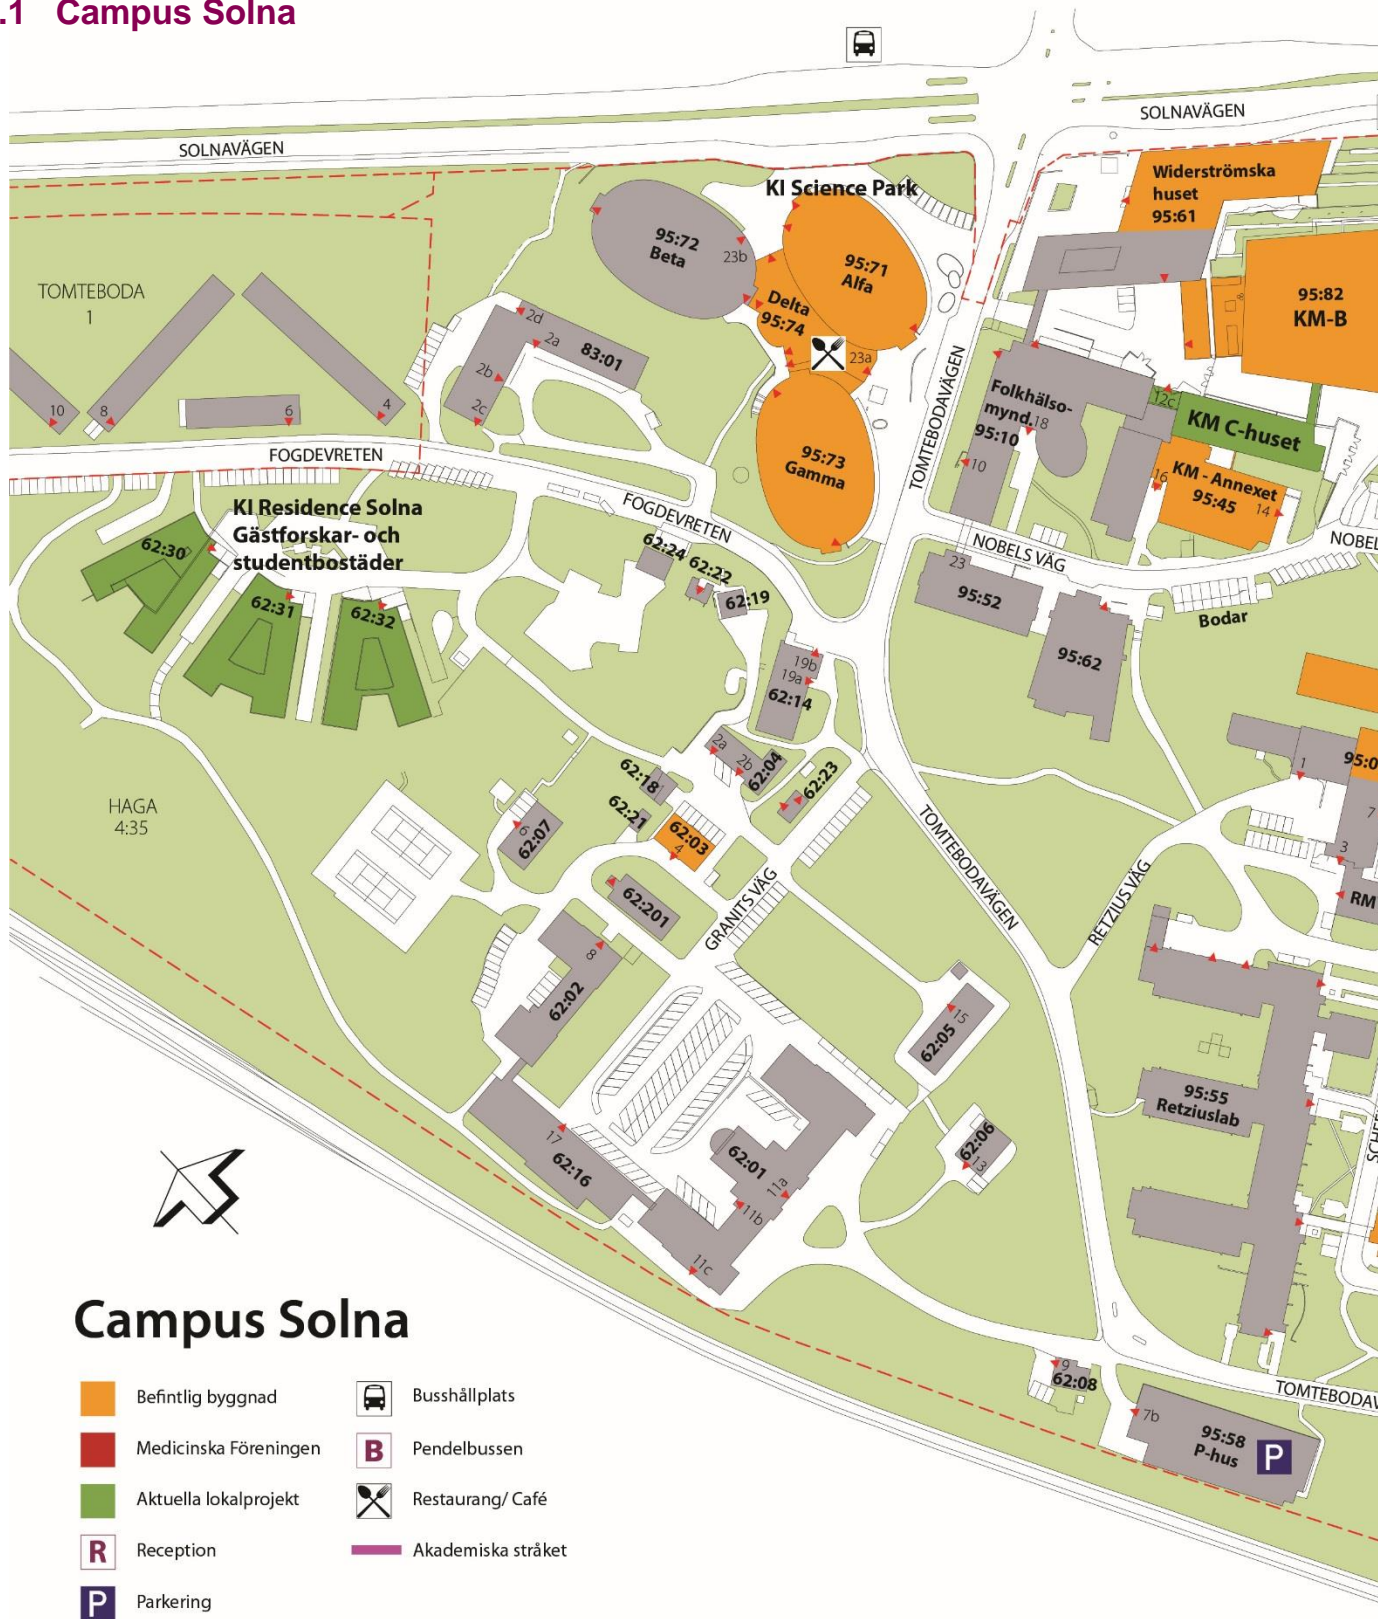 .1 Campus Solna
SOLNAVÄGEN
SOLNAVÄGEN
KI Science Park
Widerströmska
huset
95:61
95:72
Beta
23b
95:71
Alfa
95:82
KM-B
TOMTEBODA
1
Delta
95:74
2d
2a
83:01
2b
2c
23a
10
8
6
4
TOMTEBODAVÄGEN
Folkhälso-
mynd.
18
95:10
10
12c
KM C-huset
FOGDEVRETEN
95:73
Gamma
16
KM - Annexet
95:45
14
KI Residence Solna
Gästforskar- och
studentbostäder
FOGDEVRETEN
NOBELS VÄG
NOBEL
62:30
62:31
62:32
62:24
62:22
62:19
23
95:52
95:62
Bodar
19b
19a
62:14
2a
2b
62:04
62:18
62:21
62:23
1
95:0
7
3
RM
HAGA
4:35
6
62:07
62:03
4
62:201
GRANITS VÄG
TOMTEBODAVÄGEN
RETZIUS VÄG
8
62:02
15
62:05
95:55
Retziuslab
62:06
13
17
62:16
62:01
11a
11b
11c
SCHEE
9
62:08
TOMTEBODAV
7b
95:58
P-hus
P
Campus Solna
Befintlig byggnad
Busshållplats
Medicinska Föreningen
B
Pendelbussen
Aktuella lokalprojekt
Restaurang/ Café
R
Reception
Akademiska stråket
P
Parkering